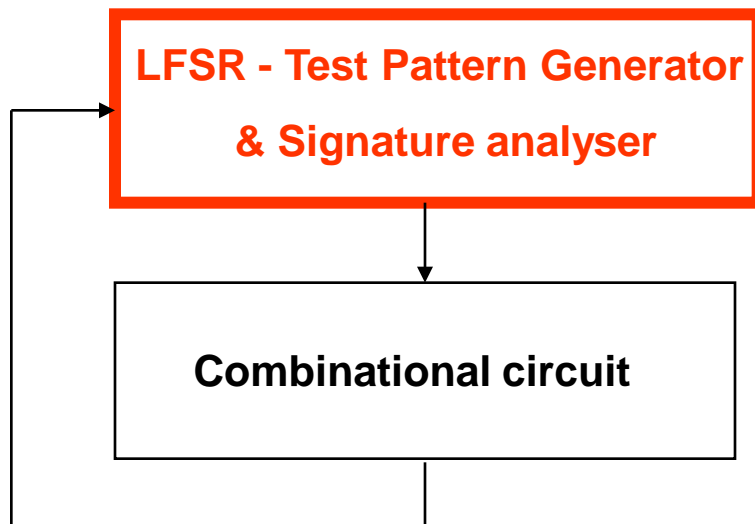 LFSR - Test Pattern Generator
& Signature analyser
Combinational circuit